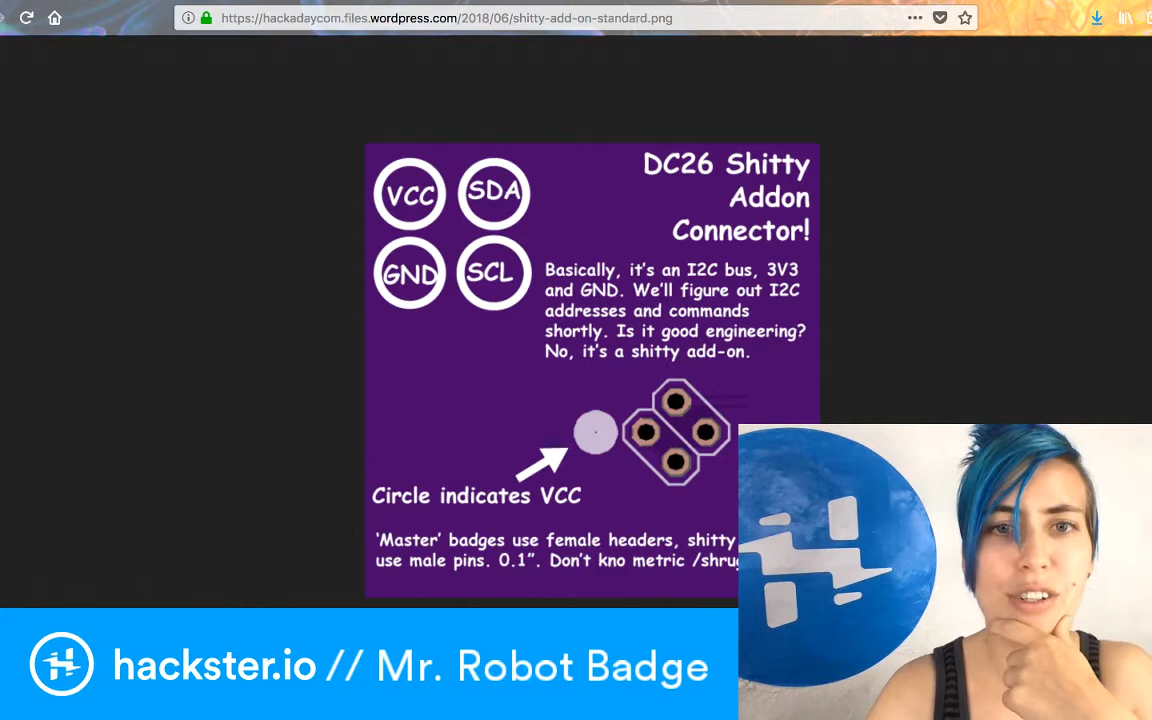 https://hackadaycom.files.wordpress.com/2018/06/shitty-add-on-standard.png
DC26 Shitty
Addon
Connector!
VCC SDA
GND SCL
Basically, it's an I2C bus, 3V3
and GND. We'll figure out I2C
addresses and commands
shortly. Is it good engineering?
No, it's a shitty add-on.
Circle indicates VCC
'Master' badges use female headers, shitty
use male pins. 0.1”. Don't kno metric /shrug
hackster.io // Mr. Robot Badge